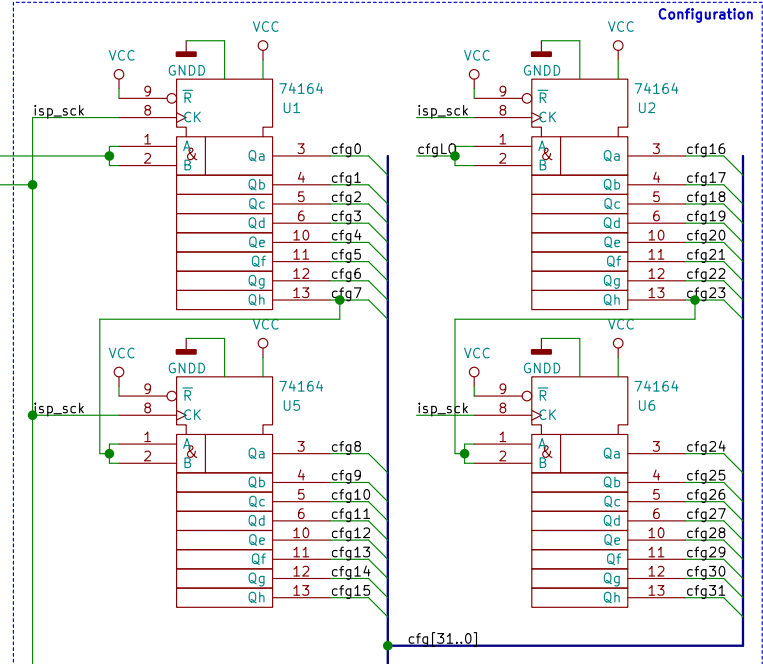 Configuration
VCC
VCC
GNDD
74164
U1
isp_sck
9
R
8
CK
1
A
2
B
&
Qa
3
cfg0
Qb
4
cfg1
Qc
5
cfg2
Qd
6
cfg3
Qe
10
cfg4
Qf
11
cfg5
Qg
12
cfg6
Qh
13
cfg7
VCC
VCC
GNDD
74164
U2
isp_sck
9
R
8
CK
cfgL0
1
A
2
B
&
Qa
3
cfg16
Qb
4
cfg17
Qc
5
cfg18
Qd
6
cfg19
Qe
10
cfg20
Qf
11
cfg21
Qg
12
cfg22
Qh
13
cfg23
VCC
VCC
GNDD
74164
U5
isp_sck
9
R
8
CK
1
A
2
B
&
Qa
3
cfg8
Qb
4
cfg9
Qc
5
cfg10
Qd
6
cfg11
Qe
10
cfg12
Qf
11
cfg13
Qg
12
cfg14
Qh
13
cfg15
VCC
VCC
GNDD
74164
U6
isp_sck
9
R
8
CK
1
A
2
B
&
Qa
3
cfg24
Qb
4
cfg25
Qc
5
cfg26
Qd
6
cfg27
Qe
10
cfg28
Qf
11
cfg29
Qg
12
cfg30
Qh
13
cfg31
cfg[31..0]